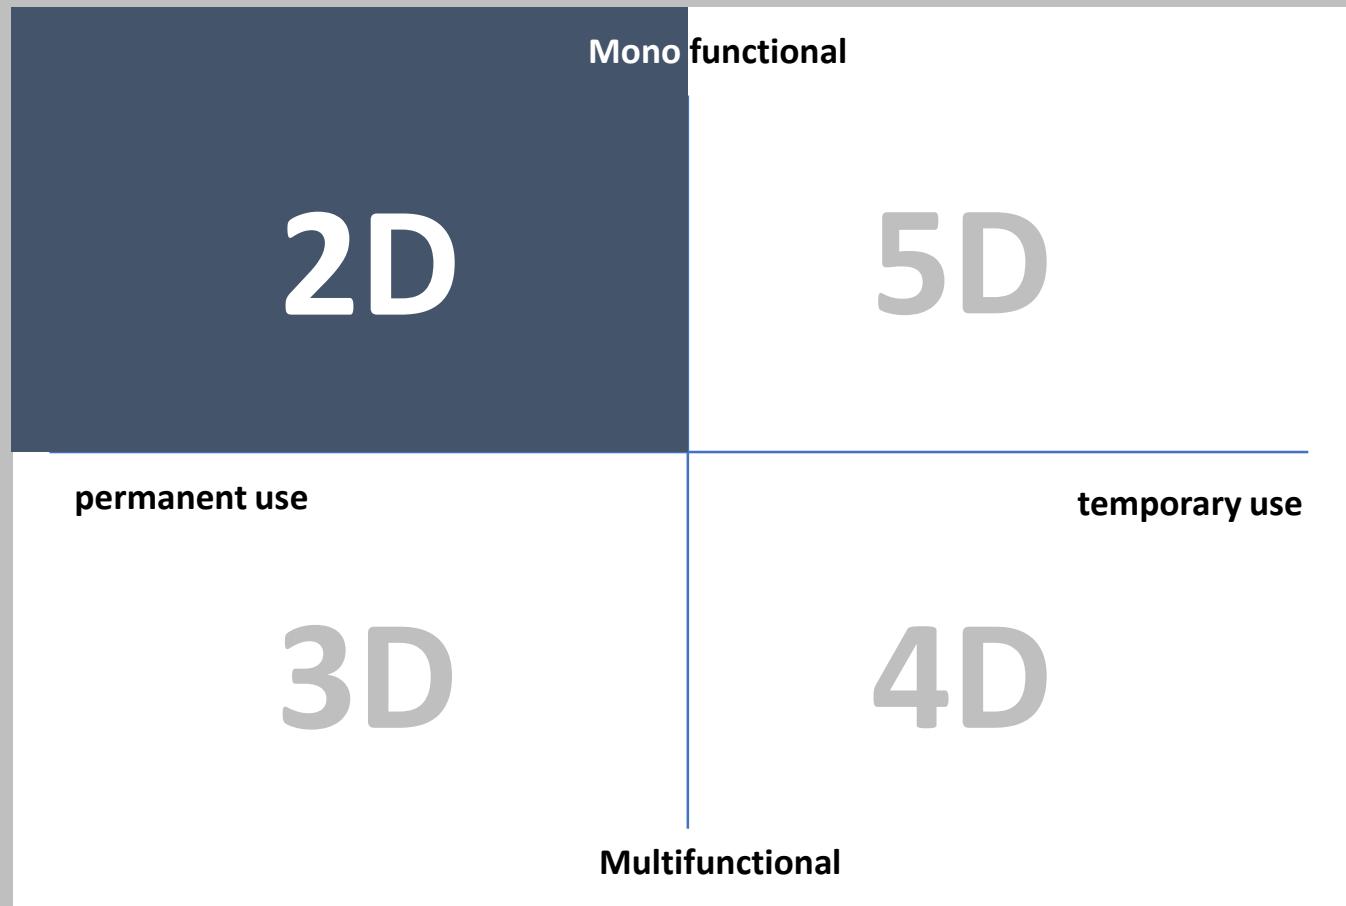 Mono functional
2D
5D
permanent use
temporary use
3D
4D
Multifunctional